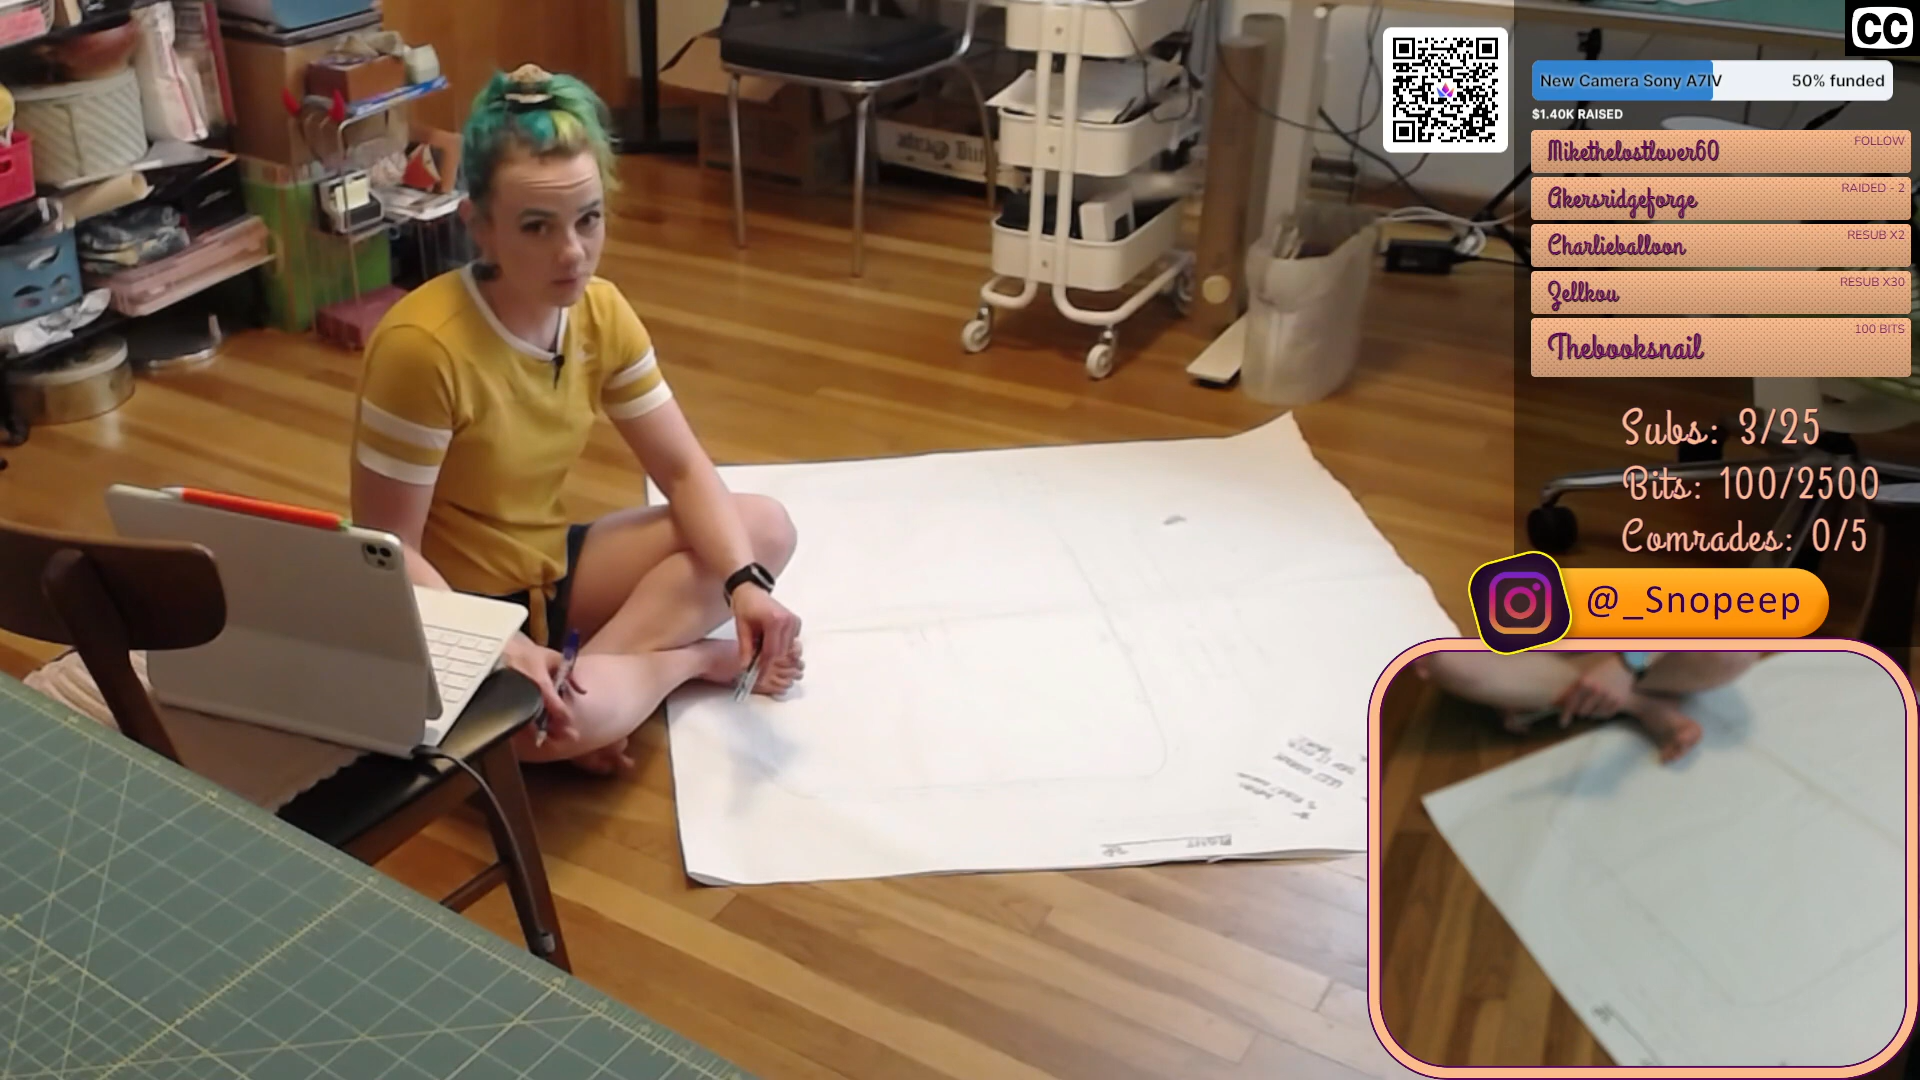 CC
New Camera Sony A7IV 50% funded
$1.40K RAISED
Mikethelostlover60 FOLLOW
Akersridgeforge RAIDED - 2
Charlieballoon RESUB X2
Zellkou RESUB X30
Thebooksnail 100 BITS
Subs: 3/25
Bits: 100/2500
Comrades: 0/5
@_Snopeep